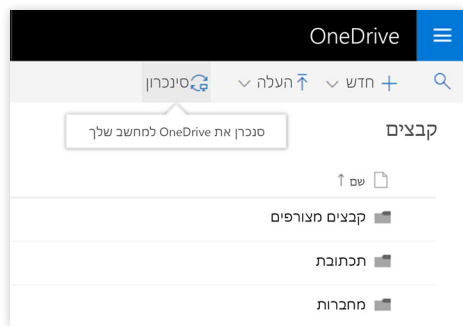 OneDrive
חדש העלה סינכרון
סנכרן את OneDrive למחשב שלך
קבצים
שם
קבצים מצורפים
תכתובת
מחברות